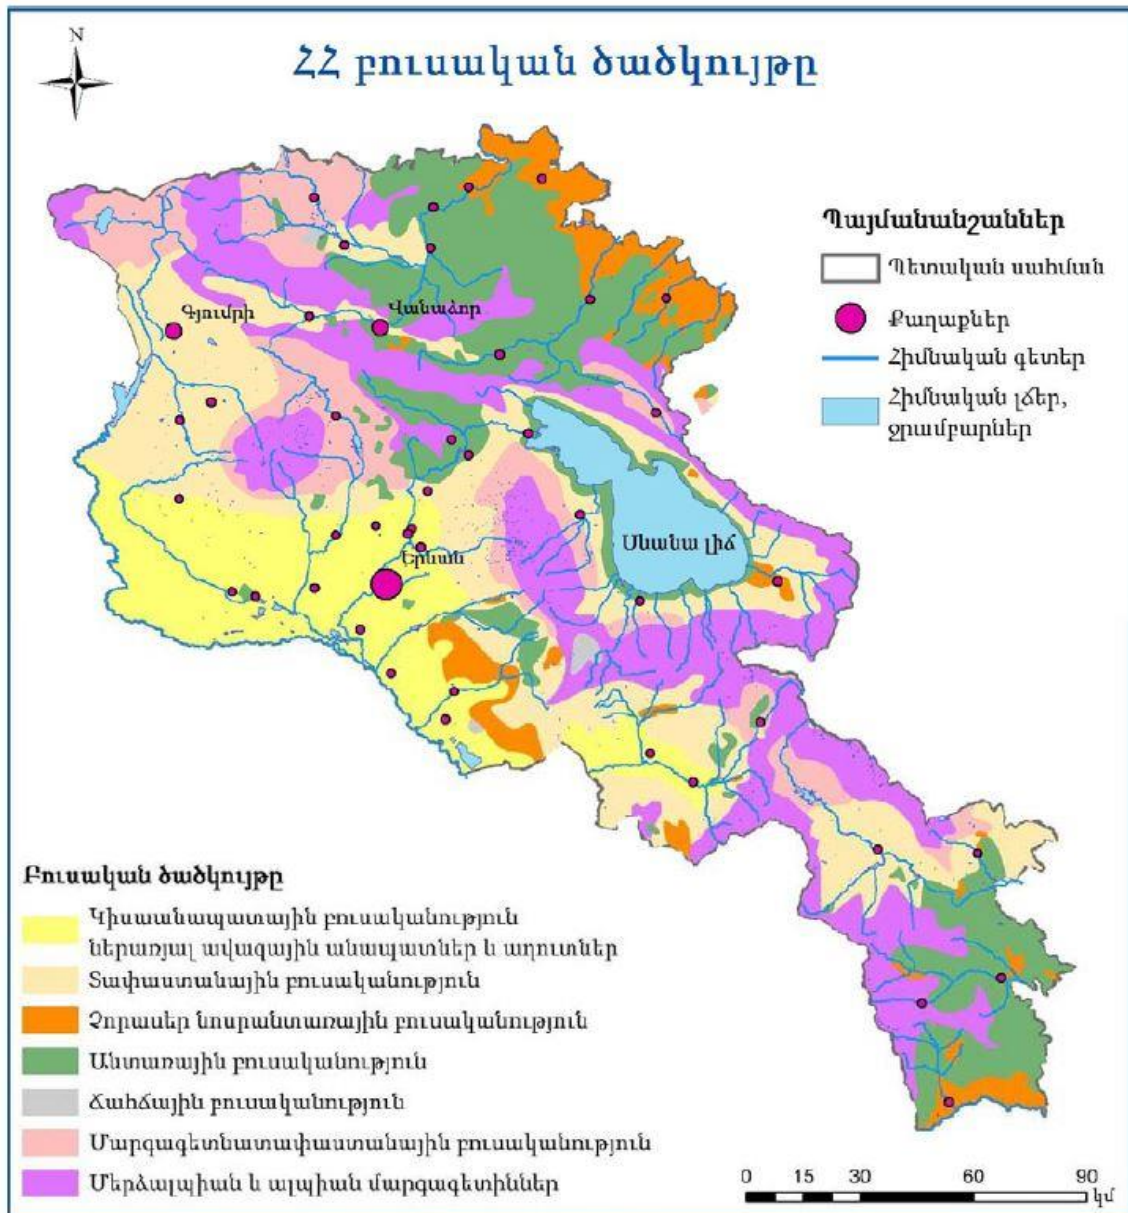 N
ՀՀ բուսական ծածկույթը
Պայմանանշաններ
Պետական սահման
Քաղաքներ
Հիմնական գետեր
Հիմնական լճեր,
ջրամբարներ
Գյումրի
Վանաձոր
Սևանա լիճ
Երևան
Բուսական ծածկույթը
Կիսաանապատային բուսականություն
ներառյալ ավազային անապատներ և աղուտներ
Տափաստանային բուսականություն
Չորասեր նոսրանտառային բուսականություն
Անտառային բուսականություն
Ճահճային բուսականություն
Մարգագետնատափաստանային բուսականություն
Մերձալպիան և ալպիան մարգագետիններ
0 15 30 60 90
կմ